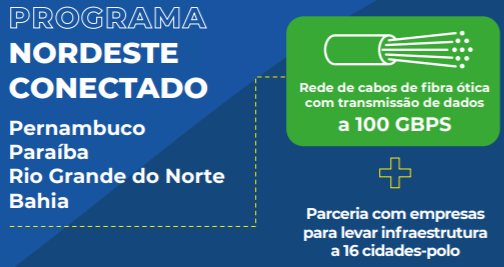 PROGRAMA
NORDESTE
CONECTADO
Pernambuco
Paraíba
Rio Grande do Norte
Bahia
Rede de cabos de fibra ótica
com transmissão de dados
a 100 GBPS
Parceria com empresas
para levar infraestrutura
a 16 cidades-polo